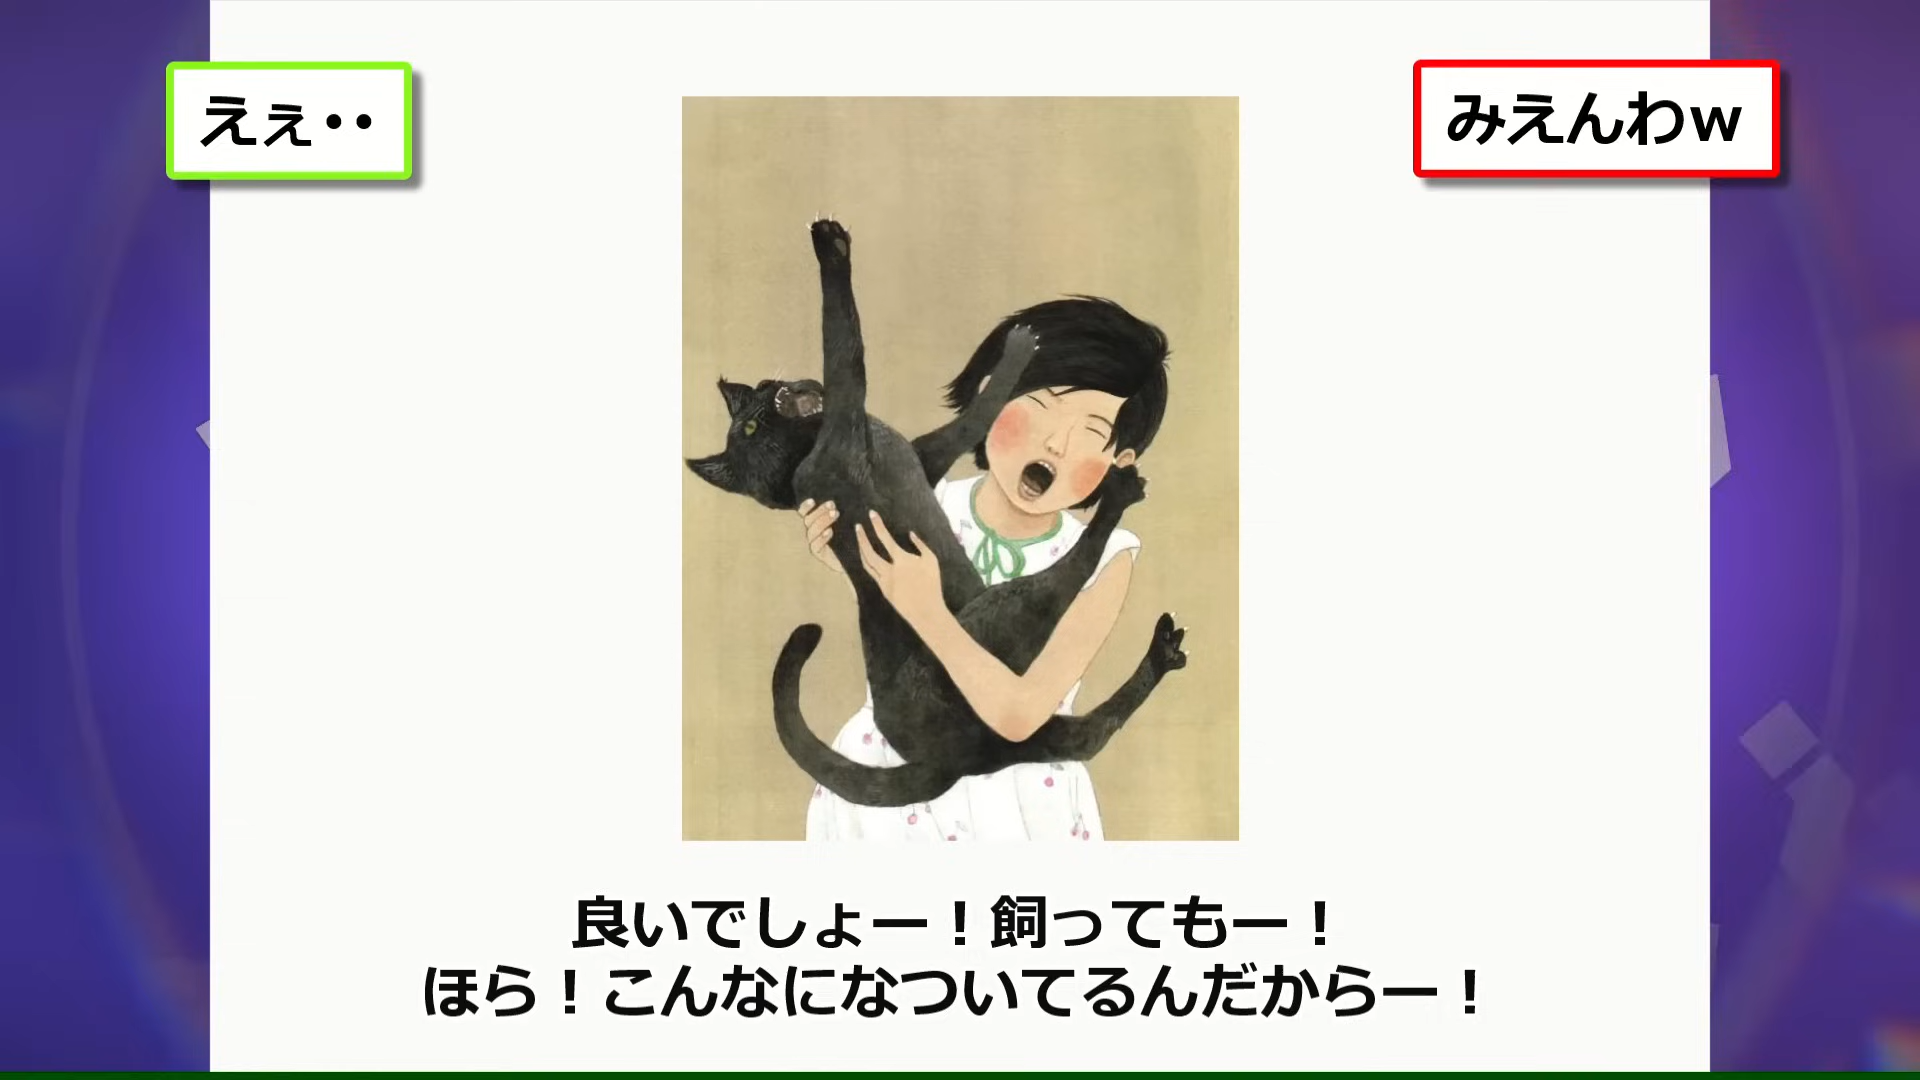 えぇ・・
みえんわw
良いでしょー！飼ってもー！
ほら！こんなになついてるんだからー！